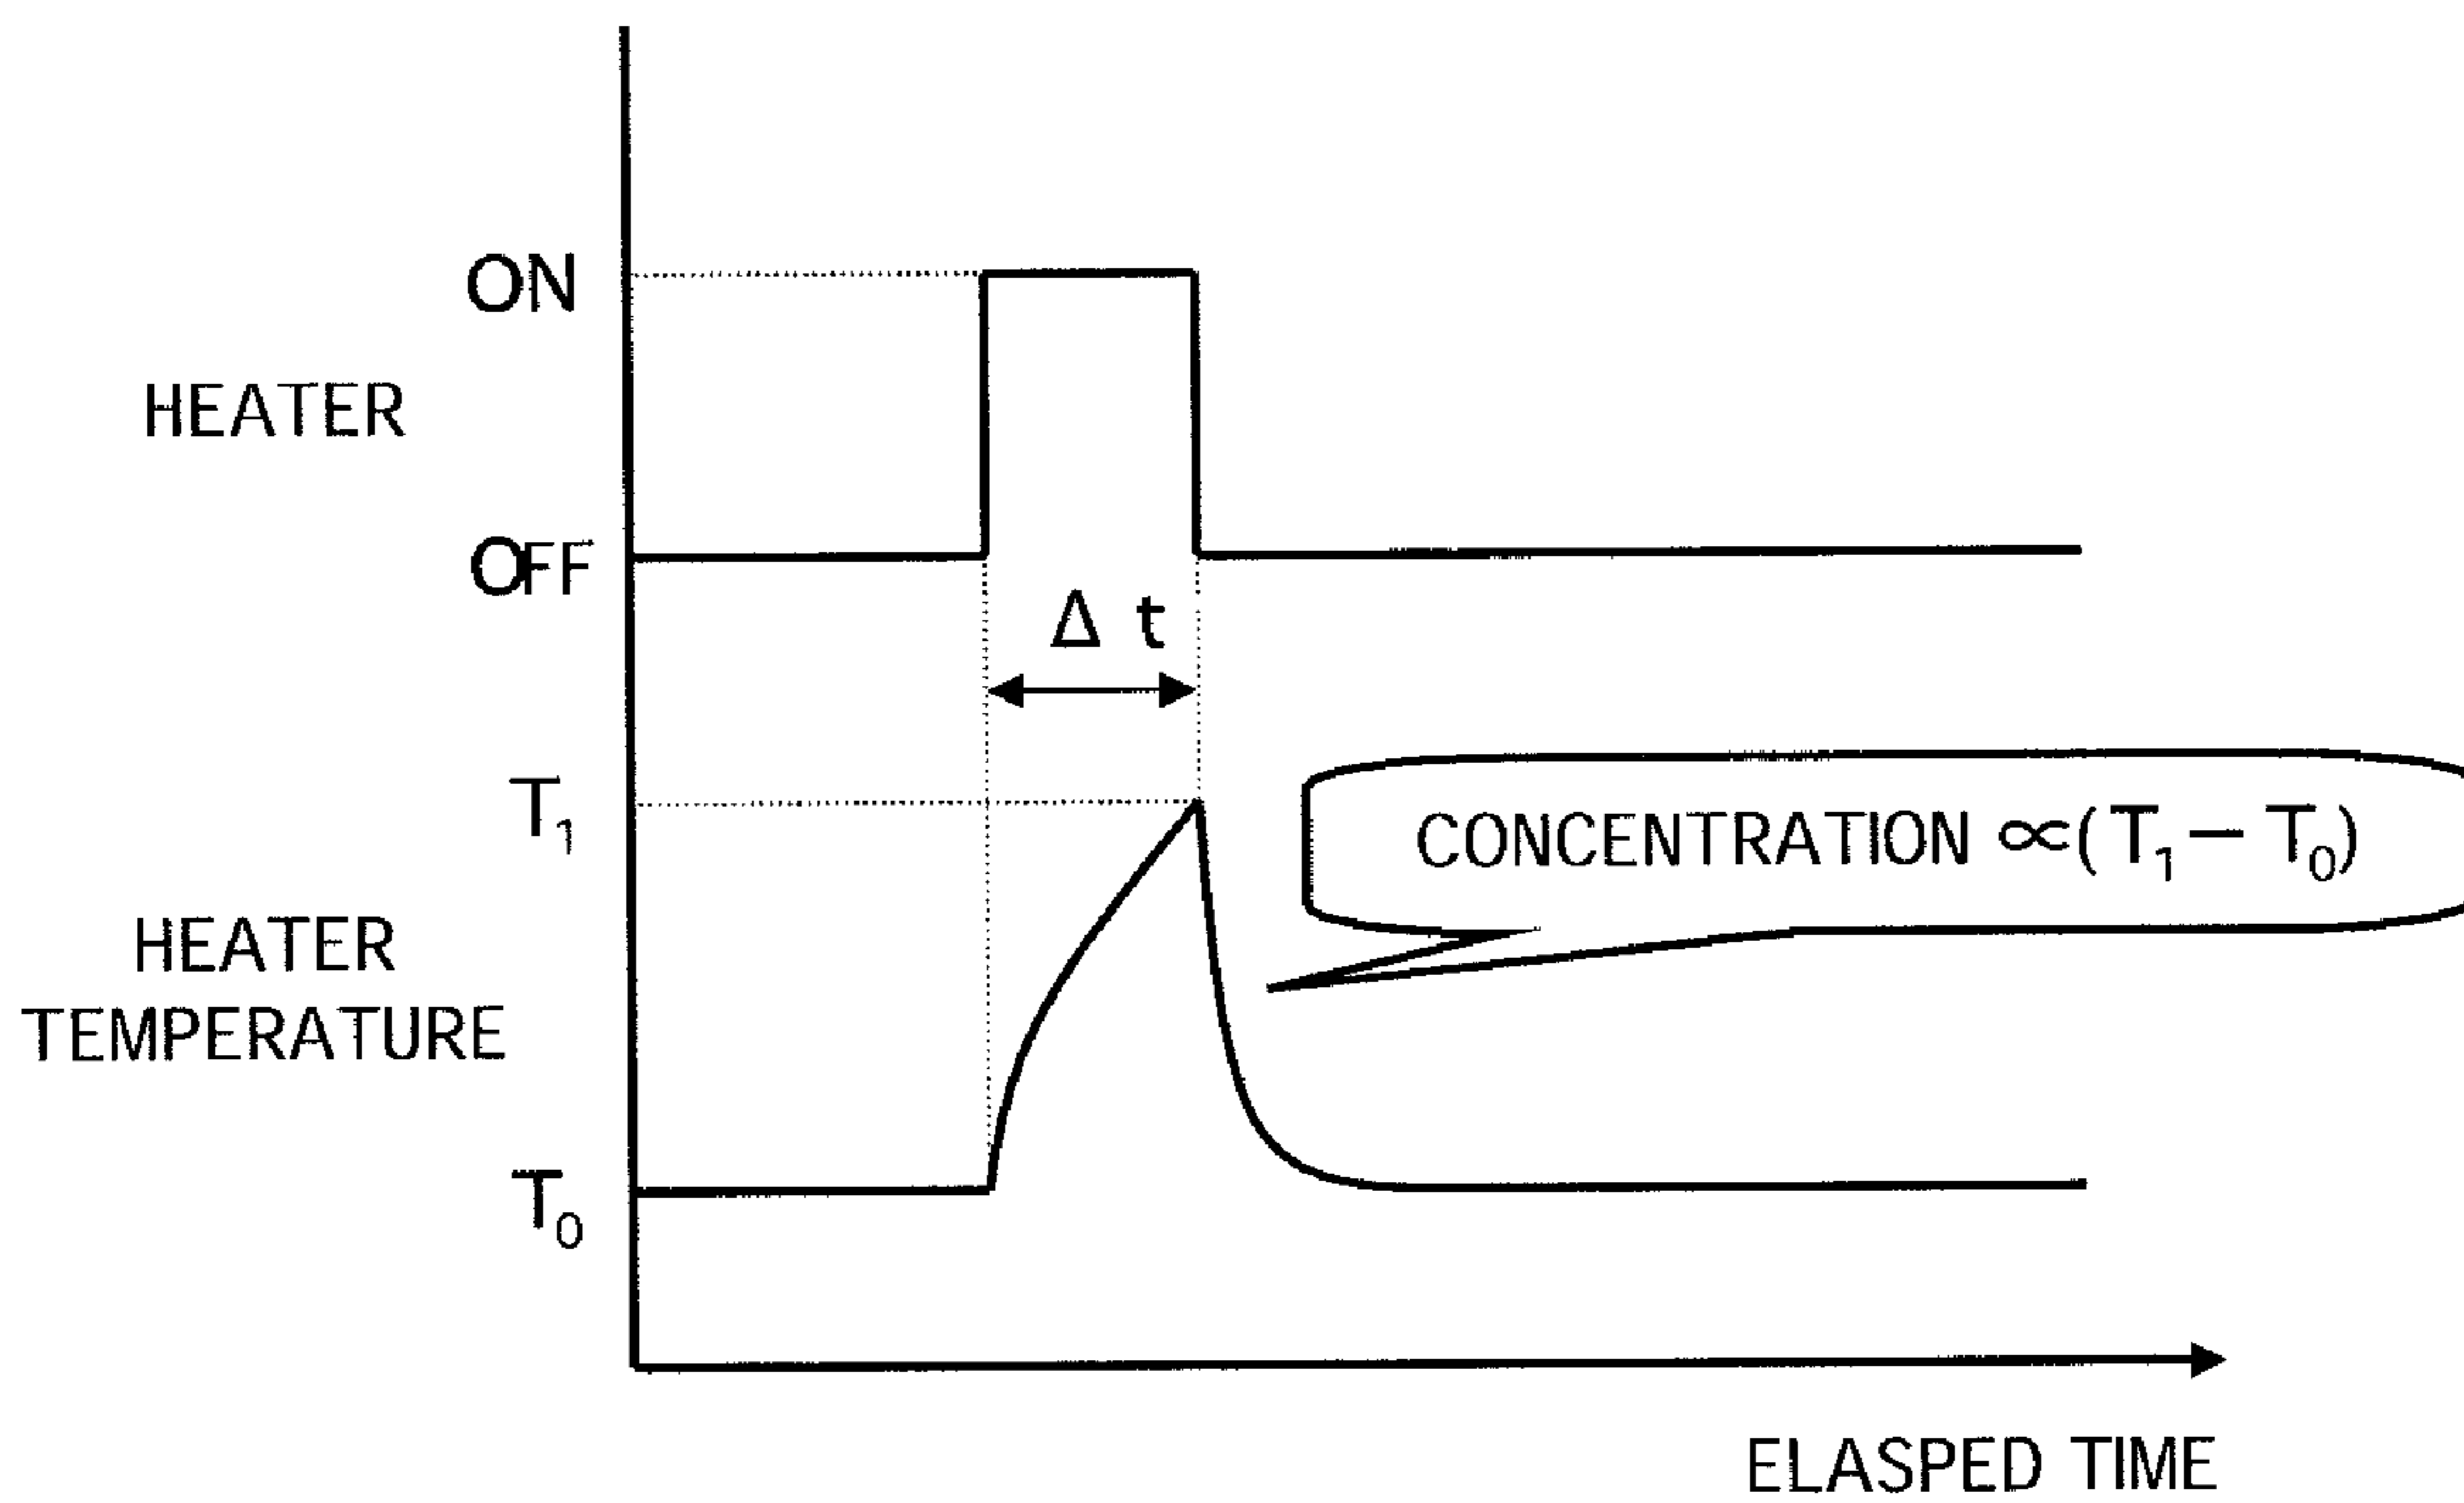 ON
HEATER
OFF
Δ t
T₁
CONCENTRATION ∝(T₁− T₀)
HEATER
TEMPERATURE
T₀
ELASPED TIME